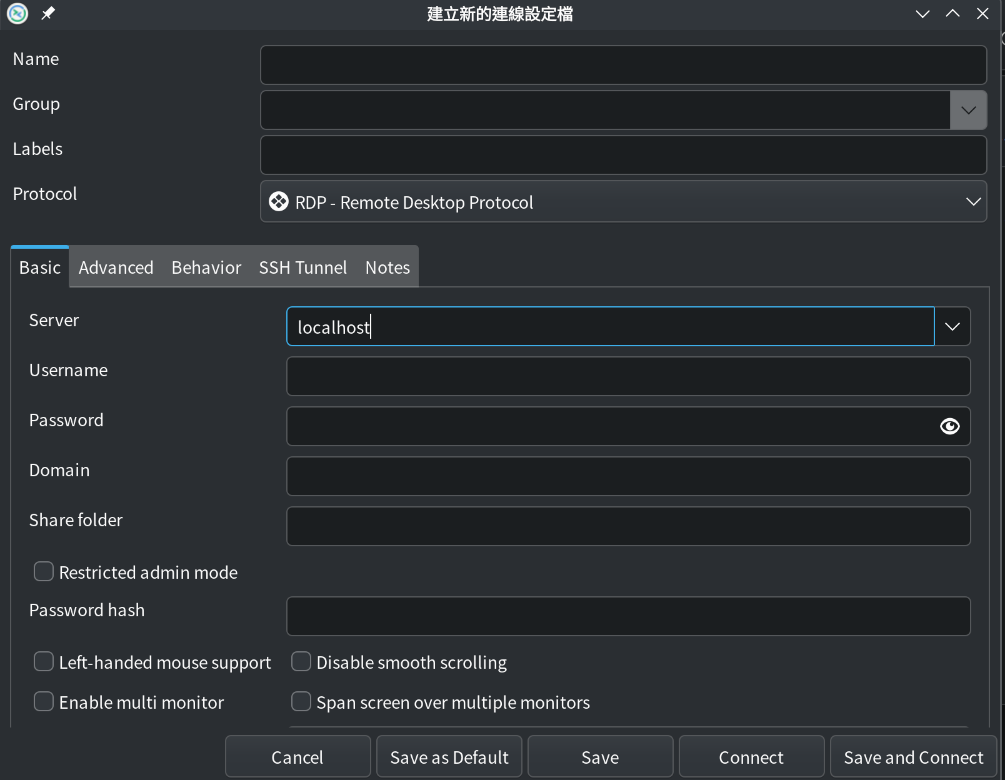 建立新的連線設定檔
Name
Group
Labels
Protocol
RDP - Remote Desktop Protocol
Basic Advanced Behavior SSH Tunnel Notes
Server
localhost
Username
Password
Domain
Share folder
Restricted admin mode
Password hash
Left-handed mouse support Disable smooth scrolling
Enable multi monitor Span screen over multiple monitors
Cancel Save as Default Save Connect Save and Connect